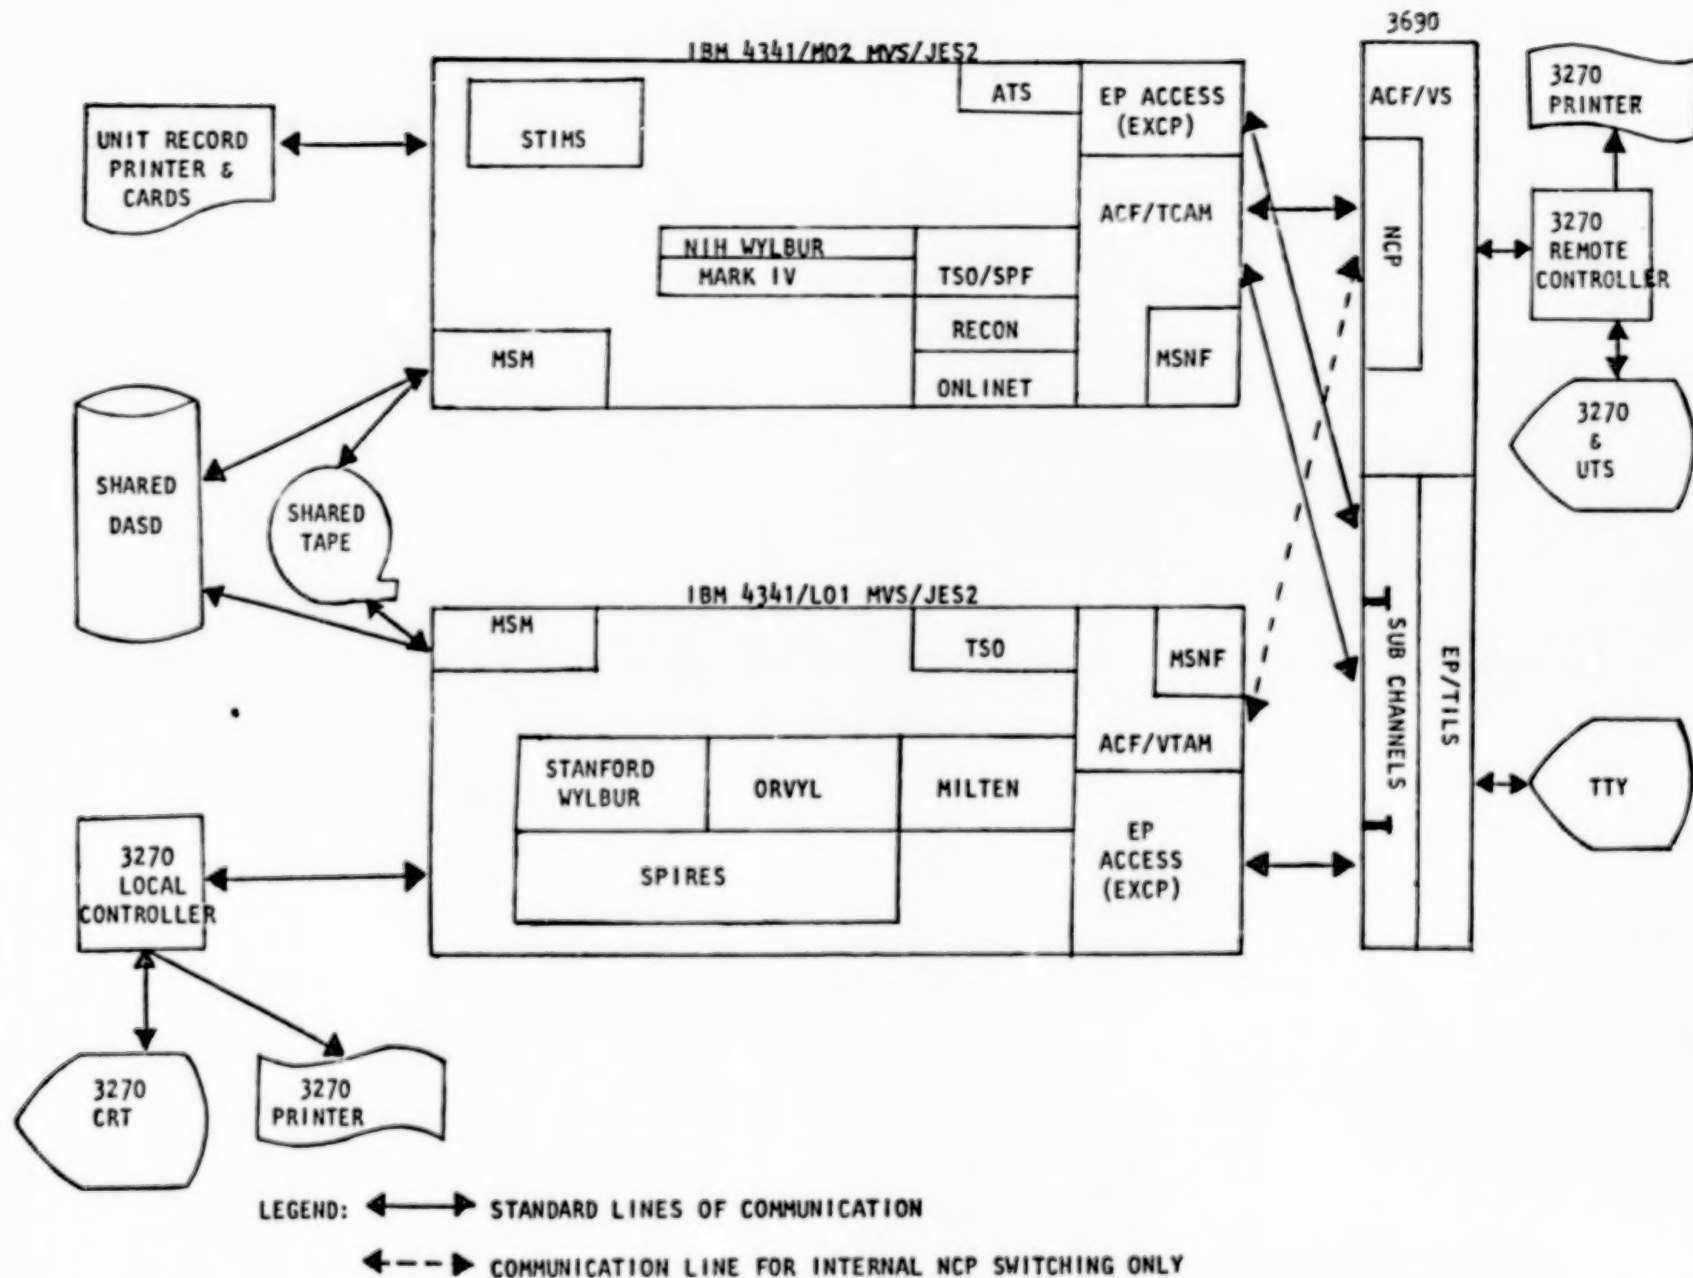 IBM 4341/M02 MVS/JES2
3690
UNIT RECORD
PRINTER &
CARDS
STIMS
ATS
EP ACCESS
(EXCP)
ACF/TCAM
NIH WYLBUR
MARK IV
TSO/SPF
RECON
ONLINET
MSM
MSNF
ACF/VS
NCP
3270
PRINTER
3270
REMOTE
CONTROLLER
3270
&
UTS
SHARED
DASD
SHARED
TAPE
IBM 4341/L01 MVS/JES2
MSM
TSO
MSNF
ACF/VTAM
STANFORD
WYLBUR
ORVYL
MILTEN
SPIRES
EP
ACCESS
(EXCP)
SUB CHANNELS
EP/TILS
TTY
3270
LOCAL
CONTROLLER
3270
CRT
3270
PRINTER
LEGEND:
STANDARD LINES OF COMMUNICATION
COMMUNICATION LINE FOR INTERNAL NCP SWITCHING ONLY